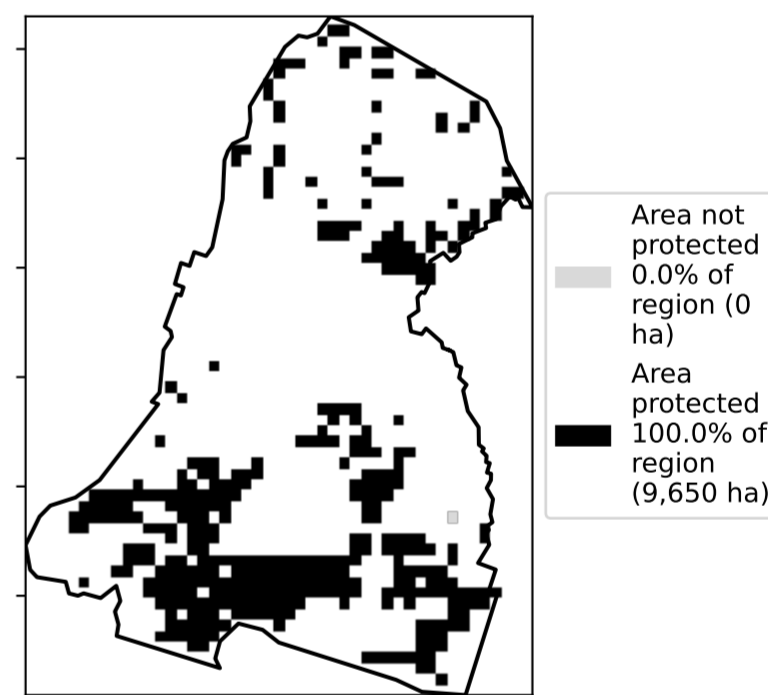 Area not
protected
0.0% of
region (0
ha)
Area
protected
100.0% of
region
(9,650 ha)